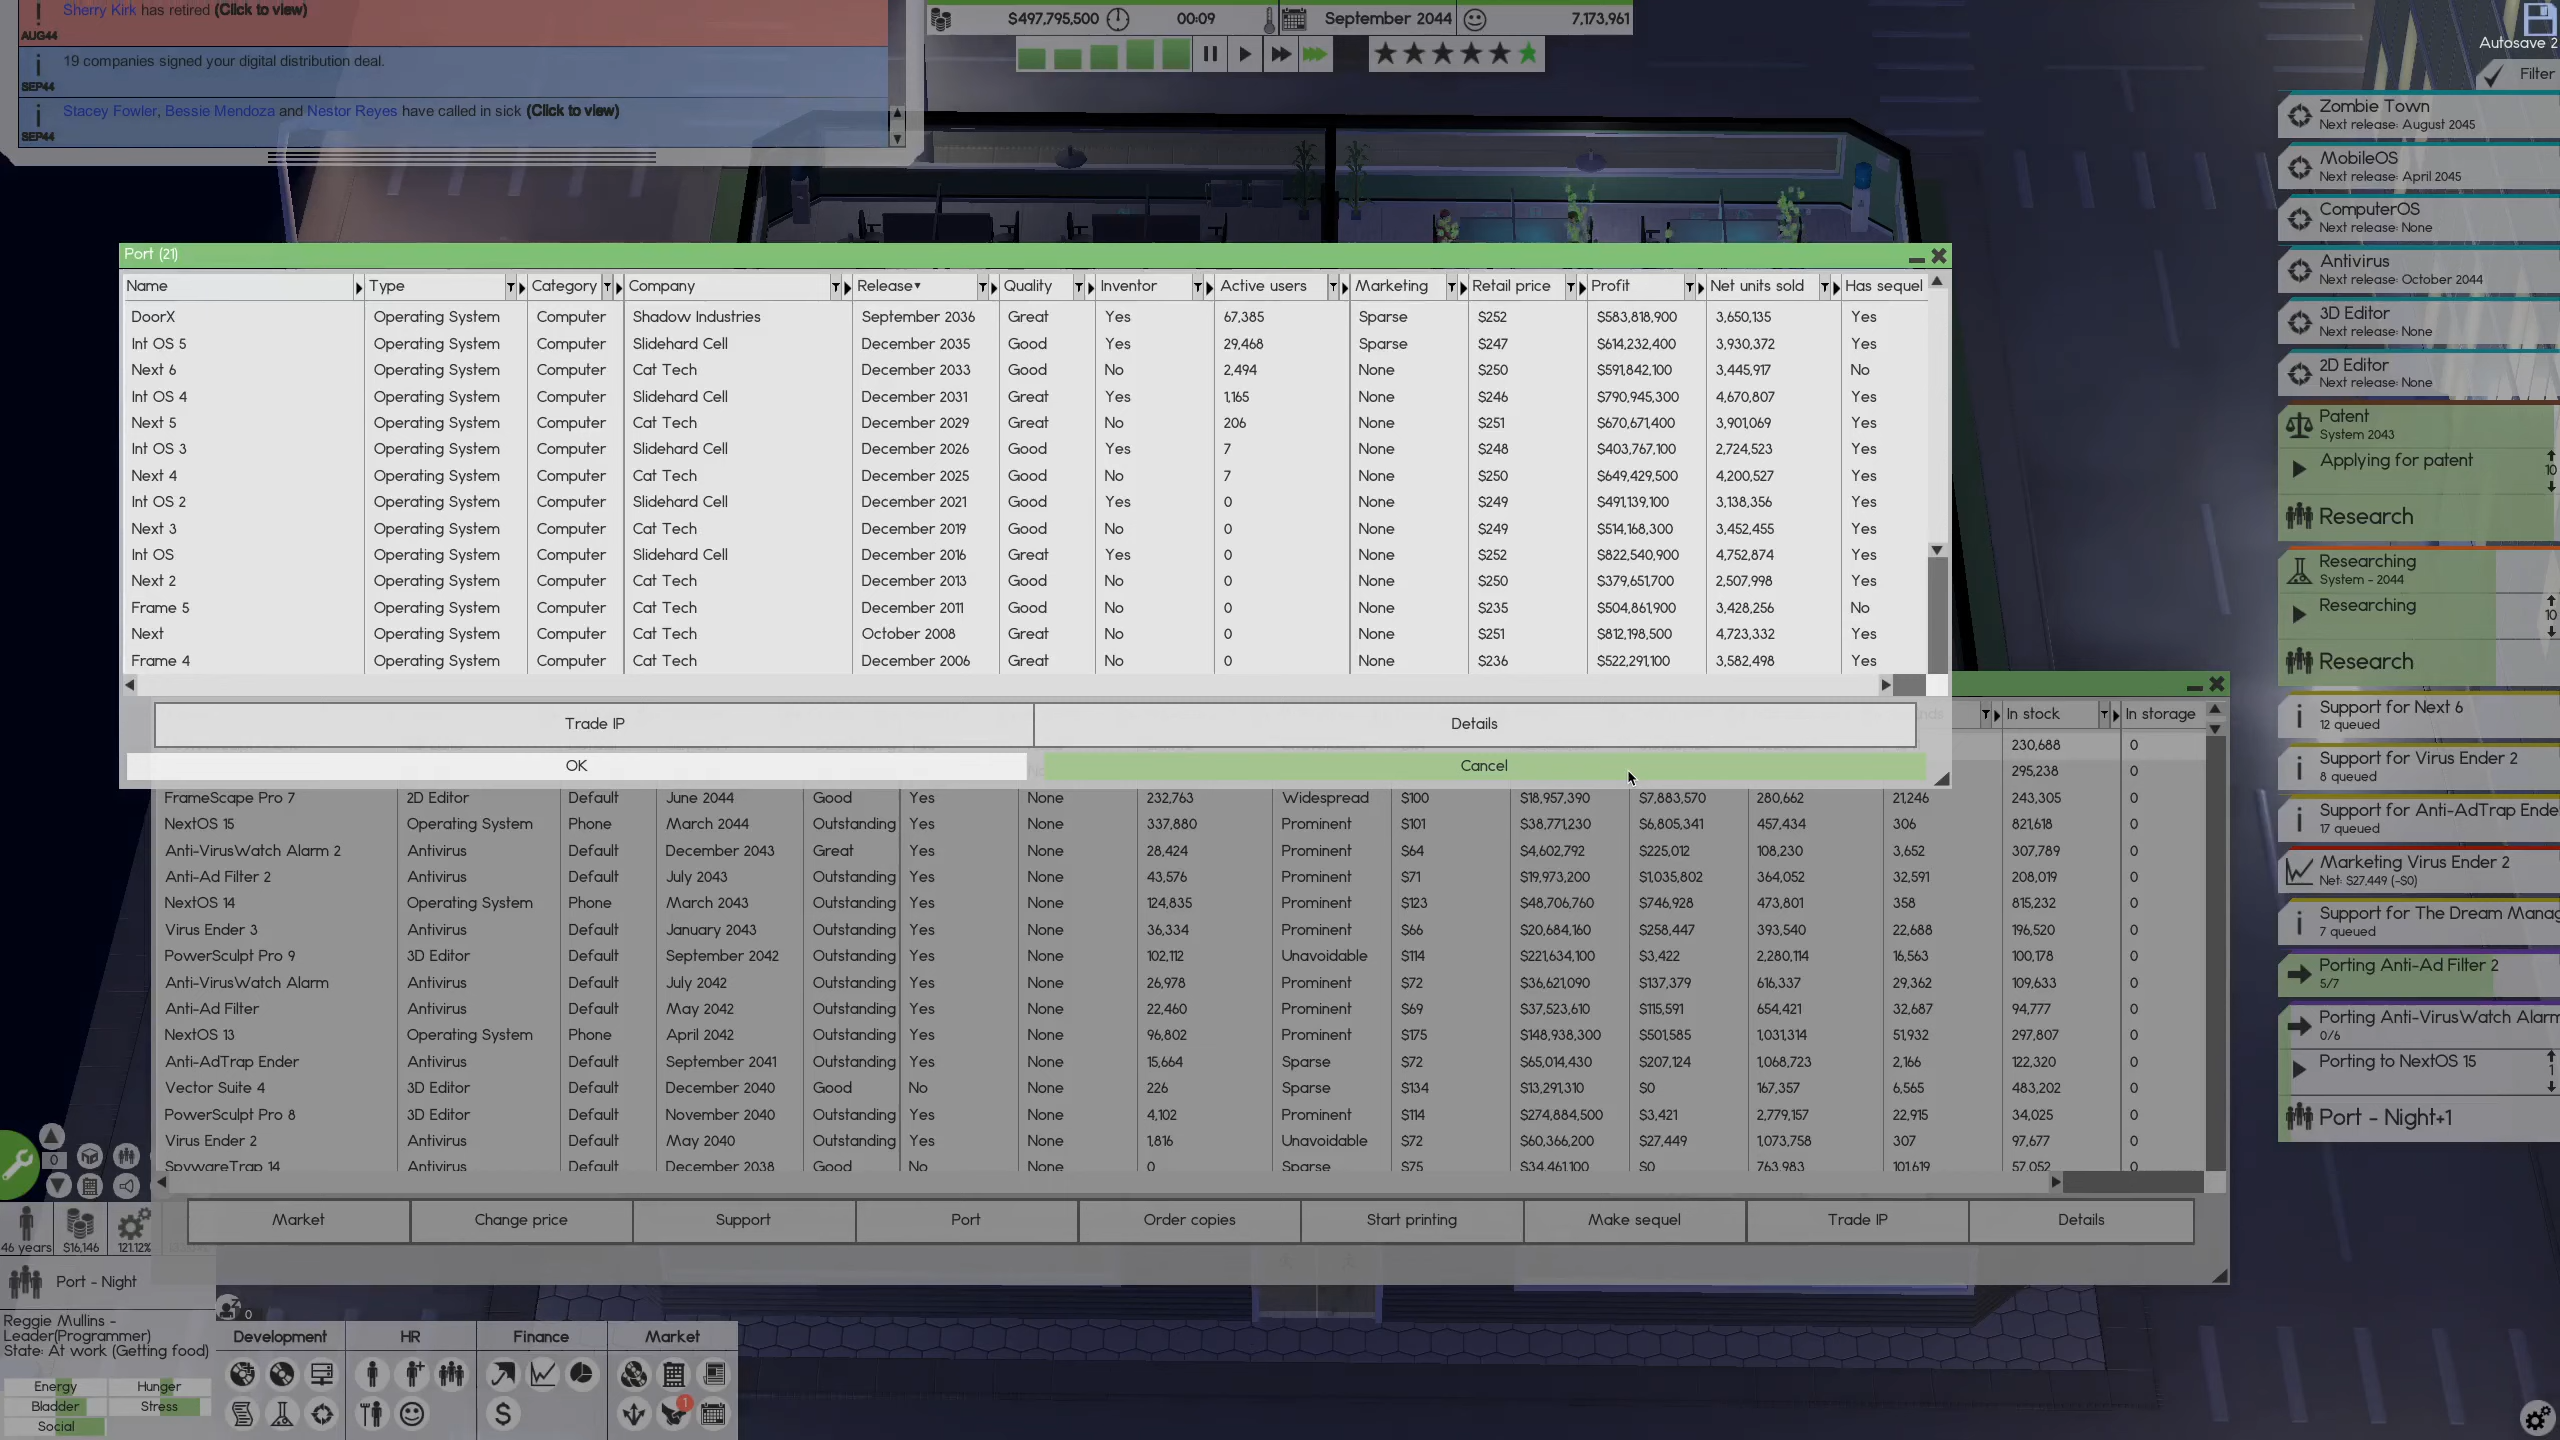 Sherry Kirk has retired (Click to view)
AUG44
19 companies signed your digital distribution deal.
SEP44
Stacey Fowler, Bessie Mendoza and Nestor Reyes have called in sick (Click to view)
SEP44
$497,795,500 00:09 September 2044 7,173,961
Autosave 2
Filter
Zombie Town
Next release: August 2045
MobileOS
Next release: April 2045
ComputerOS
Next release: None
Antivirus
Next release: October 2044
3D Editor
Next release: None
2D Editor
Next release: None
Patent
System 2043
Applying for patent
10
Research
Researching
System - 2044
Researching
10
Research
Support for Next 6
12 queued
Support for Virus Ender 2
8 queued
Support for Anti-AdTrap Ende
17 queued
Marketing Virus Ender 2
Net: $27,449 (-$0)
Support for The Dream Manag
7 queued
Porting Anti-Ad Filter 2
5/7
Porting Anti-VirusWatch Alarm
0/6
Porting to NextOS 15
1
Port - Night+1
Port (21)
Name Type Category Company Release Quality Inventor Active users Marketing Retail price Profit Net units sold Has sequel
DoorX Operating System Computer Shadow Industries September 2036 Great Yes 67,385 Sparse $252 $583,818,900 3,650,135 Yes
Int OS 5 Operating System Computer Slidehard Cell December 2035 Good Yes 29,468 Sparse $247 $614,232,400 3,930,372 Yes
Next 6 Operating System Computer Cat Tech December 2033 Good No 2,494 None $250 $591,842,100 3,445,917 No
Int OS 4 Operating System Computer Slidehard Cell December 2031 Great Yes 1,165 None $246 $790,945,300 4,670,807 Yes
Next 5 Operating System Computer Cat Tech December 2029 Great No 206 None $251 $670,671,400 3,901,069 Yes
Int OS 3 Operating System Computer Slidehard Cell December 2026 Good Yes 7 None $248 $403,767,100 2,724,523 Yes
Next 4 Operating System Computer Cat Tech December 2025 Good No 7 None $250 $649,429,500 4,200,527 Yes
Int OS 2 Operating System Computer Slidehard Cell December 2021 Good Yes 0 None $249 $491,139,100 3,138,356 Yes
Next 3 Operating System Computer Cat Tech December 2019 Good No 0 None $249 $514,168,300 3,452,455 Yes
Int OS Operating System Computer Slidehard Cell December 2016 Great Yes 0 None $252 $822,540,900 4,752,874 Yes
Next 2 Operating System Computer Cat Tech December 2013 Good No 0 None $250 $379,651,700 2,507,998 Yes
Frame 5 Operating System Computer Cat Tech December 2011 Good No 0 None $235 $504,861,900 3,428,256 No
Next Operating System Computer Cat Tech October 2008 Great No 0 None $251 $812,198,500 4,723,332 Yes
Frame 4 Operating System Computer Cat Tech December 2006 Great No 0 None $236 $522,291,100 3,582,498 Yes
Trade IP Details
OK Cancel
In stock In storage
230,688 0
295,238 0
FrameScape Pro 7 2D Editor Default June 2044 Good Yes None 232,763 Widespread $100 $18,957,390 $7,883,570 280,662 21,246 243,305 0
NextOS 15 Operating System Phone March 2044 Outstanding Yes None 337,880 Prominent $101 $38,771,230 $6,805,341 457,434 306 821,618 0
Anti-VirusWatch Alarm 2 Antivirus Default December 2043 Great Yes None 28,424 Prominent $64 $4,602,792 $225,012 108,230 3,652 307,789 0
Anti-Ad Filter 2 Antivirus Default July 2043 Outstanding Yes None 43,576 Prominent $71 $19,973,200 $1,035,802 364,052 32,591 208,019 0
NextOS 14 Operating System Phone March 2043 Outstanding Yes None 124,835 Prominent $123 $48,706,760 $746,928 473,801 358 815,232 0
Virus Ender 3 Antivirus Default January 2043 Outstanding Yes None 36,334 Prominent $66 $20,684,160 $258,447 393,540 22,688 196,520 0
PowerSculpt Pro 9 3D Editor Default September 2042 Outstanding Yes None 102,112 Unavoidable $114 $221,634,100 $3,422 2,280,114 16,563 100,178 0
Anti-VirusWatch Alarm Antivirus Default July 2042 Outstanding Yes None 26,978 Prominent $72 $36,621,090 $137,379 616,337 29,362 109,633 0
Anti-Ad Filter Antivirus Default May 2042 Outstanding Yes None 22,460 Prominent $69 $37,523,610 $115,591 654,421 32,687 94,777 0
NextOS 13 Operating System Phone April 2042 Outstanding Yes None 96,802 Prominent $175 $148,938,300 $501,585 1,031,314 51,932 297,807 0
Anti-AdTrap Ender Antivirus Default September 2041 Outstanding Yes None 15,664 Sparse $72 $65,014,430 $207,124 1,068,723 2,166 122,320 0
Vector Suite 4 3D Editor Default December 2040 Good No None 226 Sparse $134 $13,291,310 $0 167,357 6,565 483,202 0
PowerSculpt Pro 8 3D Editor Default November 2040 Outstanding Yes None 4,102 Prominent $114 $274,884,500 $3,421 2,779,157 22,915 34,025 0
Virus Ender 2 Antivirus Default May 2040 Outstanding Yes None 1,816 Unavoidable $72 $60,366,200 $27,449 1,073,758 307 97,677 0
SpywareTrap 14 Antivirus Default December 2038 Good No None 0 Sparse $75 $34,461,100 $0 763,983 101,619 57,052 0
Market Change price Support Port Order copies Start printing Make sequel Trade IP Details
0
46 years $16,146 121.12%
Port - Night
0
Reggie Mullins -
Leader(Programmer)
State: At work (Getting food)
Energy Hunger
Bladder Stress
Social
Development HR Finance Market
1